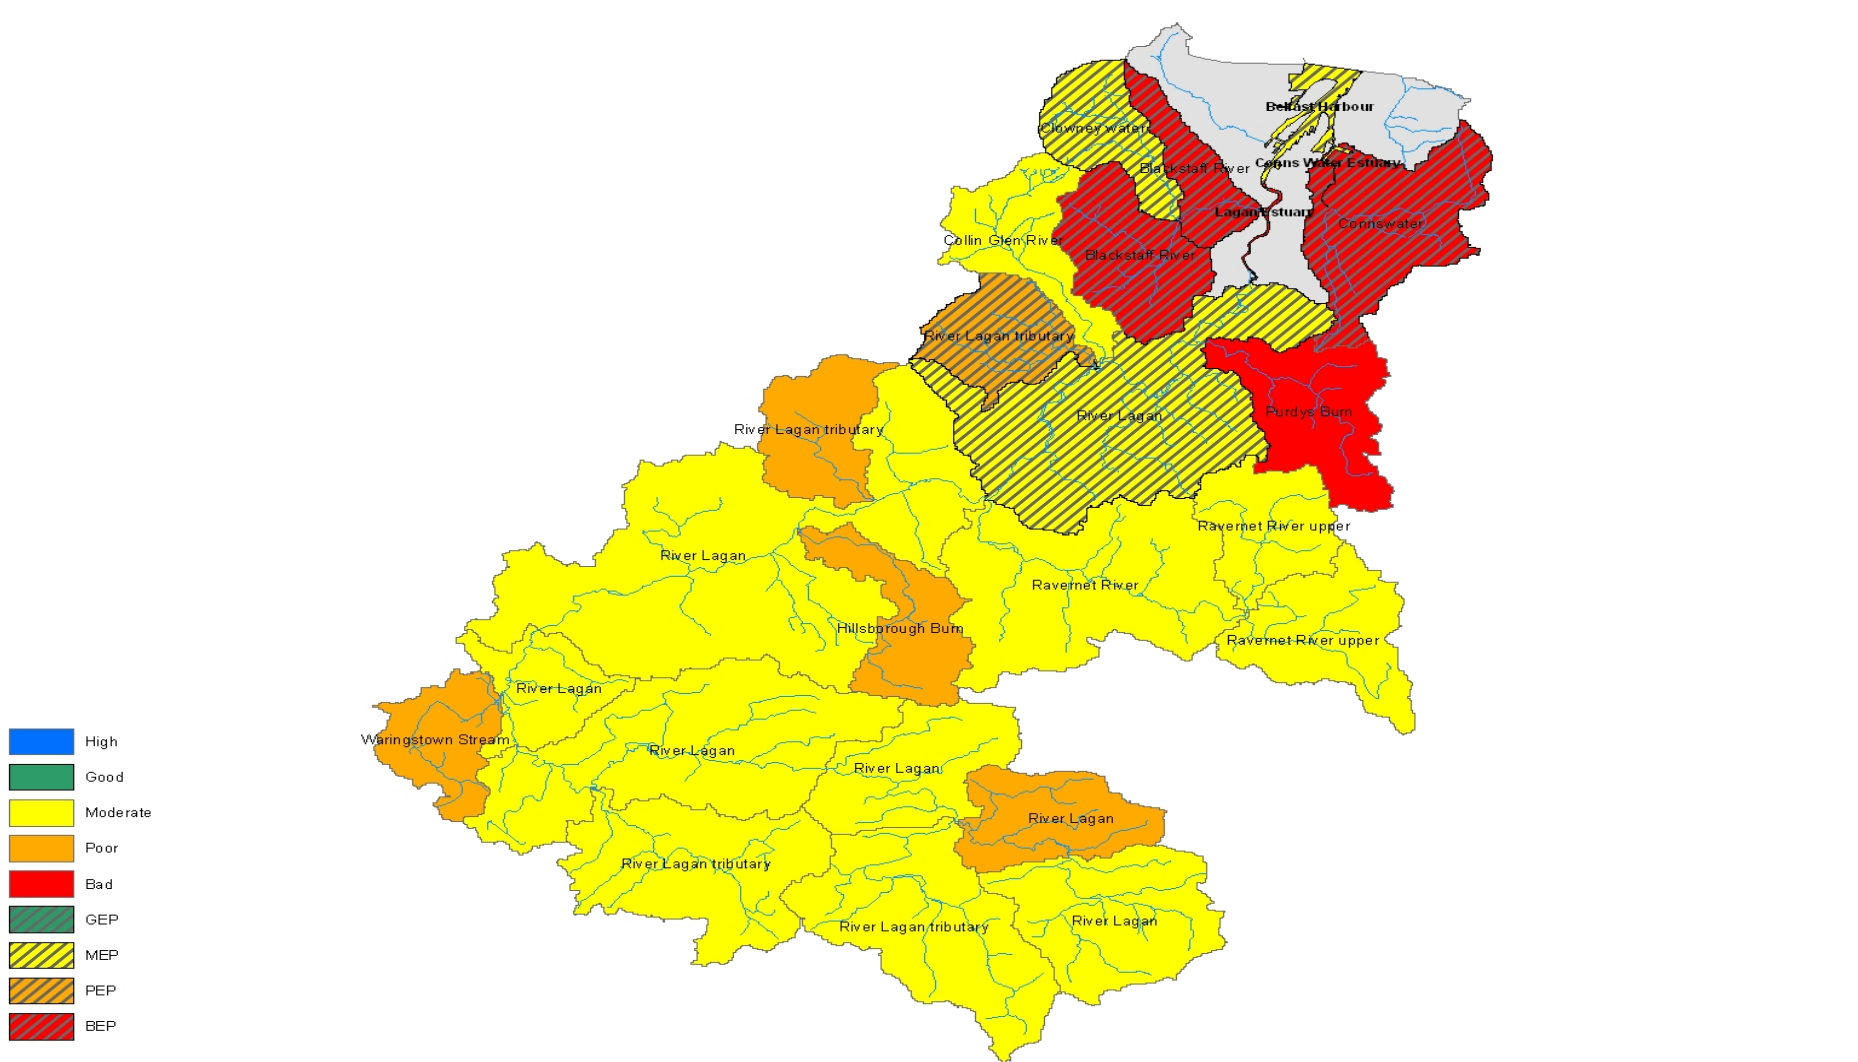 Belfast Harbour
Clowney water
Conns Water Estuary
Blackstaff River
Lagan Estuary
Connswater
Collin Glen River
Blackstaff River
River Lagan tributary
River Lagan
Purdys Burn
River Lagan tributary
Ravernet River upper
River Lagan
Ravernet River
Hillsborough Burn
Ravernet River upper
River Lagan
Waringstown Stream
River Lagan
River Lagan
River Lagan
River Lagan tributary
River Lagan
River Lagan tributary
High
Good
Moderate
Poor
Bad
GEP
MEP
PEP
BEP